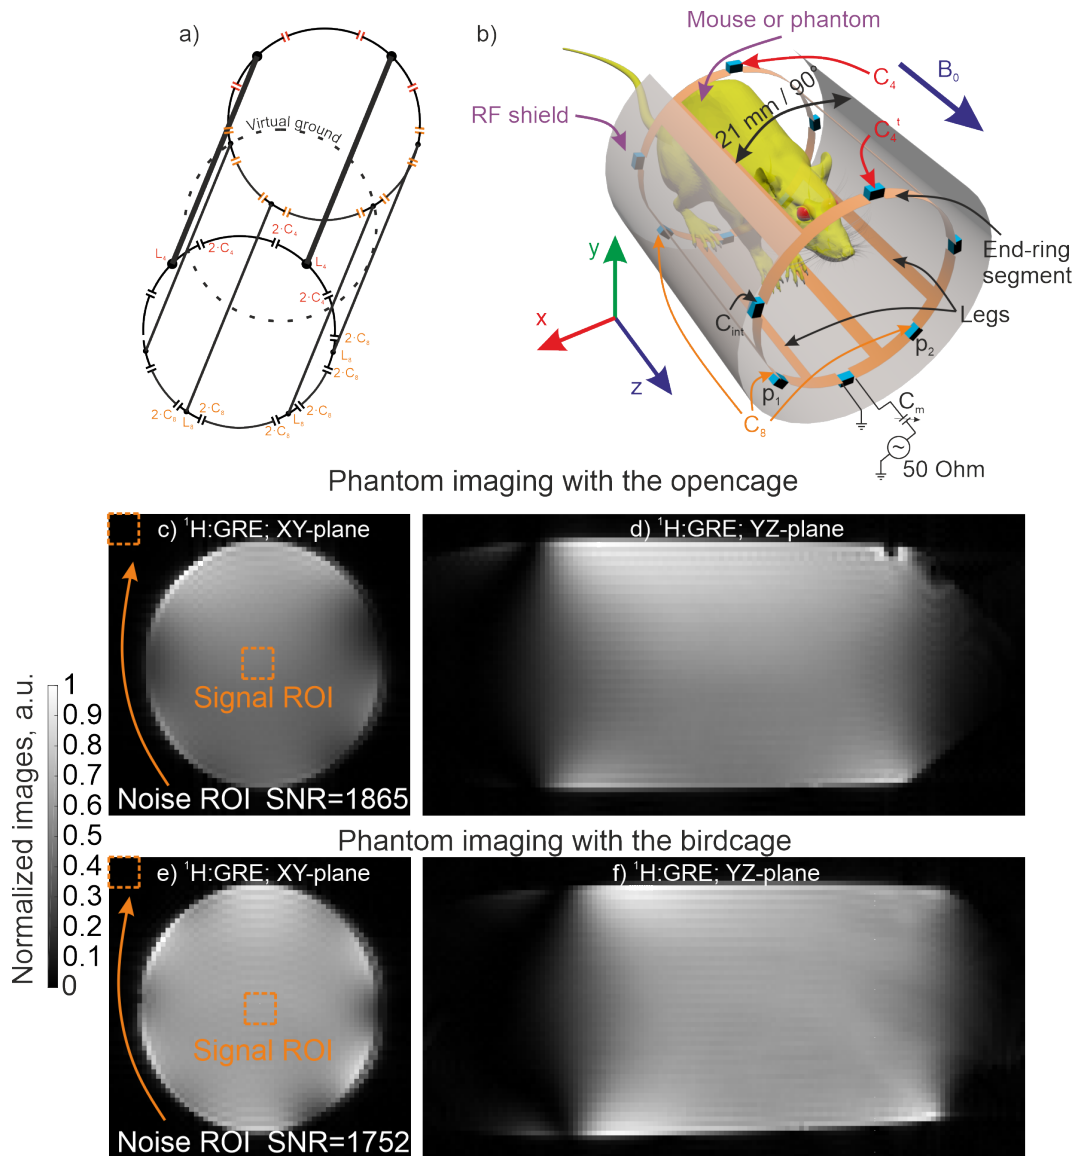 a)
Virtual ground
2·C₄
L₄
2·C₄
L₄
2·C₄
2·C₈
L₈
2·C₈
2·C₈
2·C₈
L₈
2·C₈
L₈
2·C₈
b)
Mouse or phantom
C₄
B₀
RF shield
21 mm / 90°
C₄ᵗ
y
x
z
End-ring
segment
Legs
C_int
p₂
p₁
C₈
C_m
50 Ohm
Phantom imaging with the opencage
c) ¹H:GRE; XY-plane
d) ¹H:GRE; YZ-plane
Signal ROI
Noise ROI SNR=1865
Normalized images, a.u.
1
0.9
0.8
0.7
0.6
0.5
0.4
0.3
0.2
0.1
0
Phantom imaging with the birdcage
e) ¹H:GRE; XY-plane
f) ¹H:GRE; YZ-plane
Signal ROI
Noise ROI SNR=1752